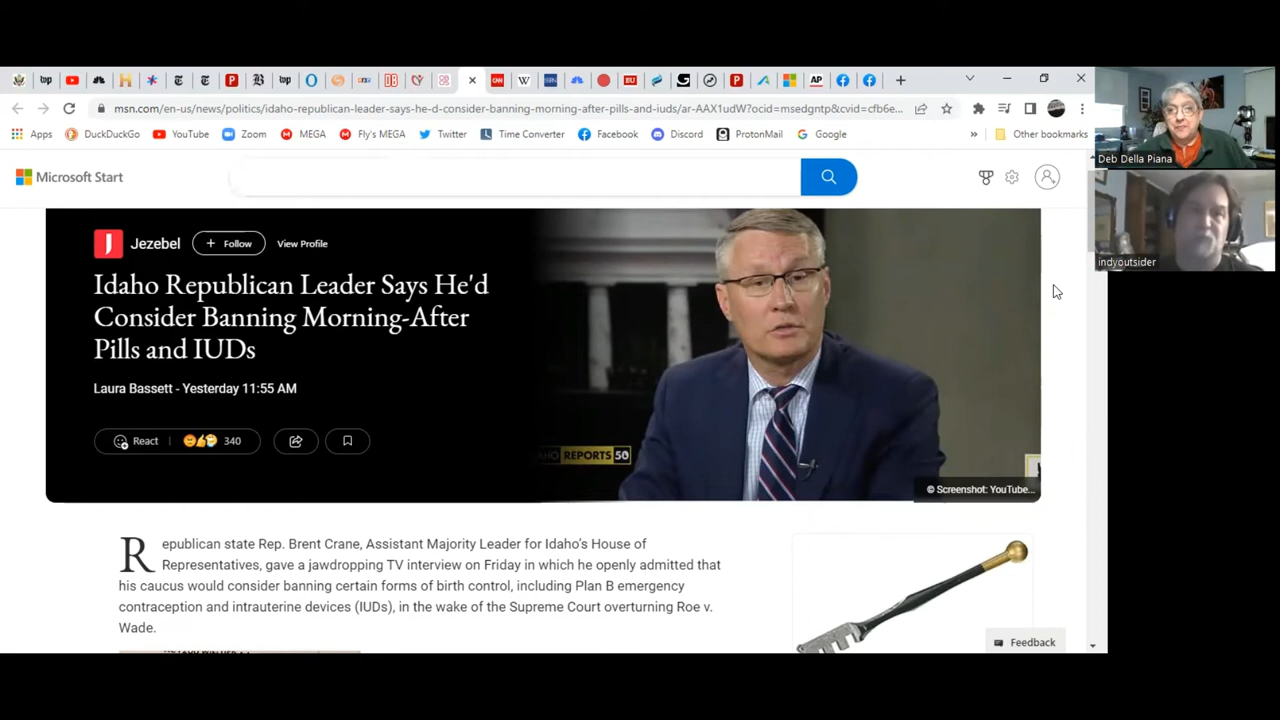 msn.com/en-us/news/politics/idaho-republican-leader-says-he-d-consider-banning-morning-after-pills-and-iuds/ar-AAX1udW?ocid=msedgntp&cvid=cfb6e...
Apps DuckDuckGo YouTube Zoom MEGA Fly's MEGA Twitter Time Converter Facebook Discord ProtonMail Google » Other bookmarks
Deb Della Piana
Microsoft Start
indyoutsider
Jezebel + Follow View Profile
Idaho Republican Leader Says He'd
Consider Banning Morning-After
Pills and IUDs
Laura Bassett - Yesterday 11:55 AM
React 340
REPORTS 50
© Screenshot: YouTube...
Republican state Rep. Brent Crane, Assistant Majority Leader for Idaho's House of
Representatives, gave a jawdropping TV interview on Friday in which he openly admitted that
his caucus would consider banning certain forms of birth control, including Plan B emergency
contraception and intrauterine devices (IUDs), in the wake of the Supreme Court overturning Roe v.
Wade.
Feedback